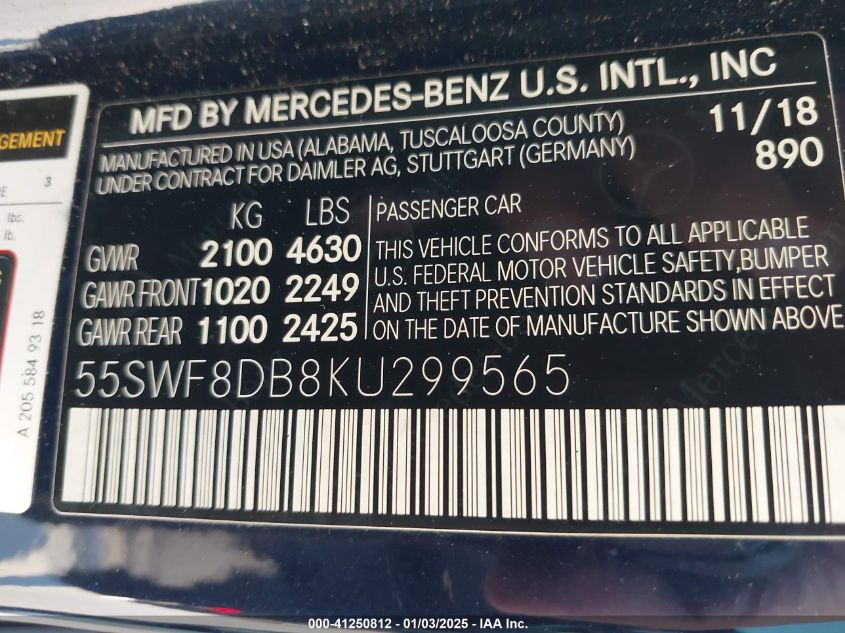 MFD BY MERCEDES-BENZ U.S. INTL., INC
MANUFACTURED IN USA (ALABAMA, TUSCALOOSA COUNTY) 11/18
UNDER CONTRACT FOR DAIMLER AG, STUTTGART (GERMANY) 890
KG LBS
GVWR 2100 4630
GAWR FRONT 1020 2249
GAWR REAR 1100 2425
PASSENGER CAR
THIS VEHICLE CONFORMS TO ALL APPLICABLE
U.S. FEDERAL MOTOR VEHICLE SAFETY,BUMPER
AND THEFT PREVENTION STANDARDS IN EFFECT
ON THE DATE OF MANUFACTURE SHOWN ABOVE
55SWF8DB8KU299565
GEMENT
3
lbs.
lb.
A 205 584 93 18
000-41250812 - 01/03/2025 - IAA Inc.